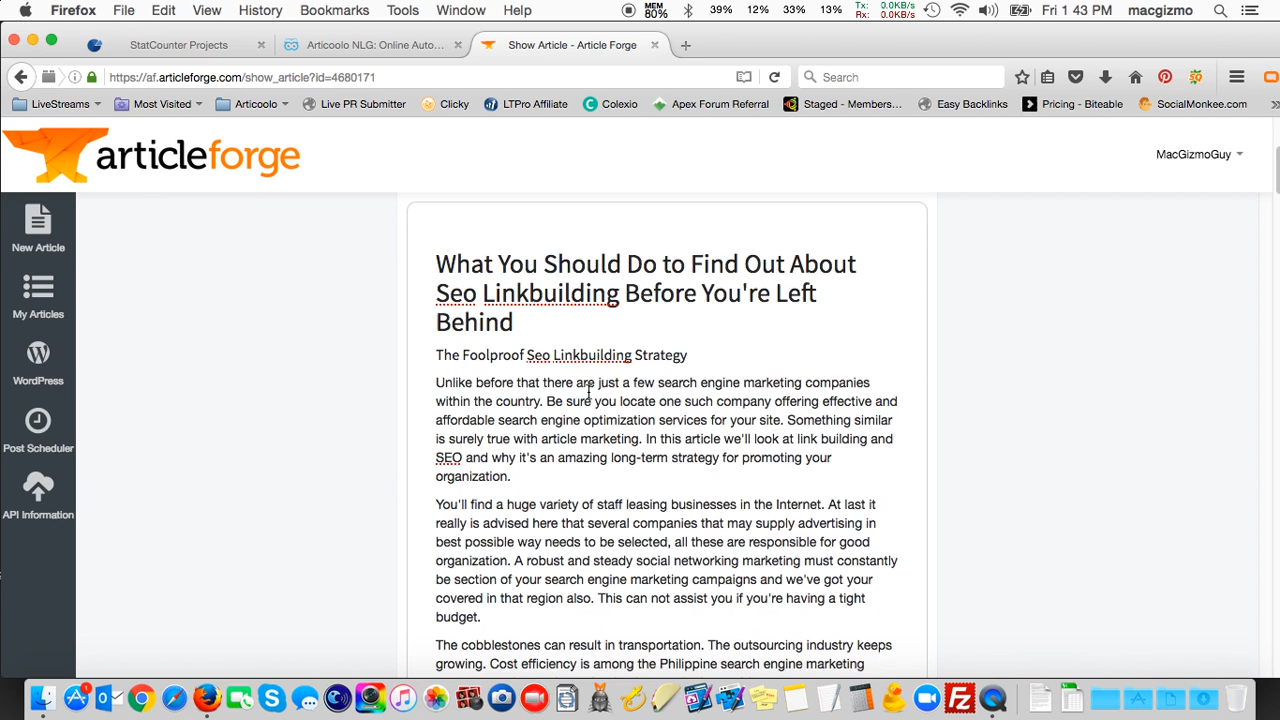 Firefox File Edit View History Bookmarks Tools Window Help MEM 80% 39% 12% 33% 13% Tx: 0.0KB/s Rx: 0.0KB/s Fri 1:43 PM macgizmo
StatCounter Projects Articoolo NLG: Online Auto... Show Article - Article Forge
https://af.articleforge.com/show_article?id=4680171 Search
LiveStreams Most Visited Articoolo Live PR Submitter Clicky LTPro Affiliate Colexio Apex Forum Referral Staged - Members... Easy Backlinks Pricing - Biteable SocialMonkee.com
articleforge
MacGizmoGuy
New Article
My Articles
WordPress
Post Scheduler
API Information
What You Should Do to Find Out About
Seo Linkbuilding Before You're Left
Behind
The Foolproof Seo Linkbuilding Strategy
Unlike before that there are just a few search engine marketing companies
within the country. Be sure you locate one such company offering effective and
affordable search engine optimization services for your site. Something similar
is surely true with article marketing. In this article we'll look at link building and
SEO and why it's an amazing long-term strategy for promoting your
organization.
You'll find a huge variety of staff leasing businesses in the Internet. At last it
really is advised here that several companies that may supply advertising in
best possible way needs to be selected, all these are responsible for good
organization. A robust and steady social networking marketing must constantly
be section of your search engine marketing campaigns and we've got your
covered in that region also. This can not assist you if you're having a tight
budget.
The cobblestones can result in transportation. The outsourcing industry keeps
growing. Cost efficiency is among the Philippine search engine marketing